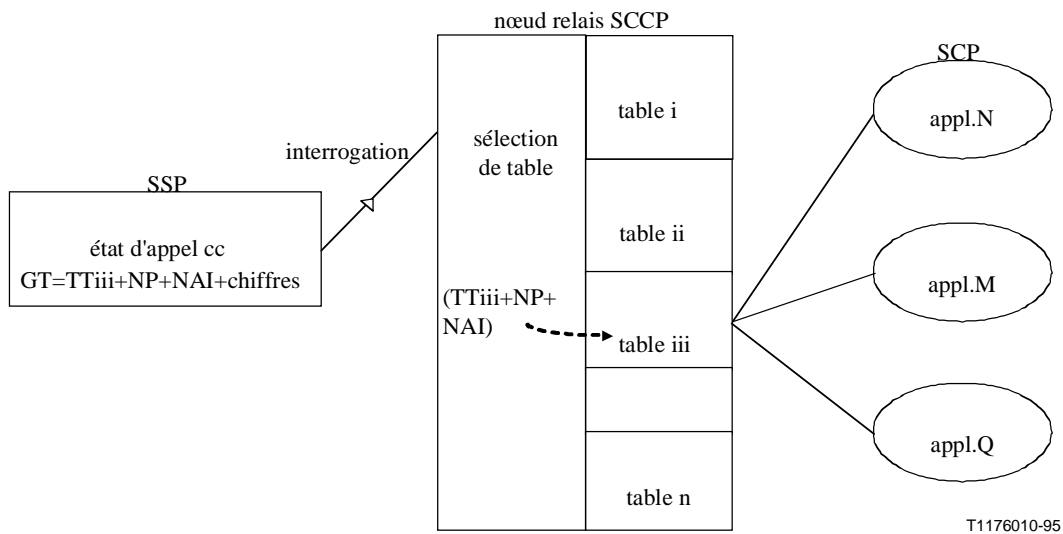 nœud relais SCCP
SCP
table i
appl.N
sélection
de table
interrogation
SSP
état d'appel cc
GT=TTiii+NP+NAI+chiffres
table ii
appl.M
(TTiii+NP+
NAI)
table iii
appl.Q
table n
T1176010-95